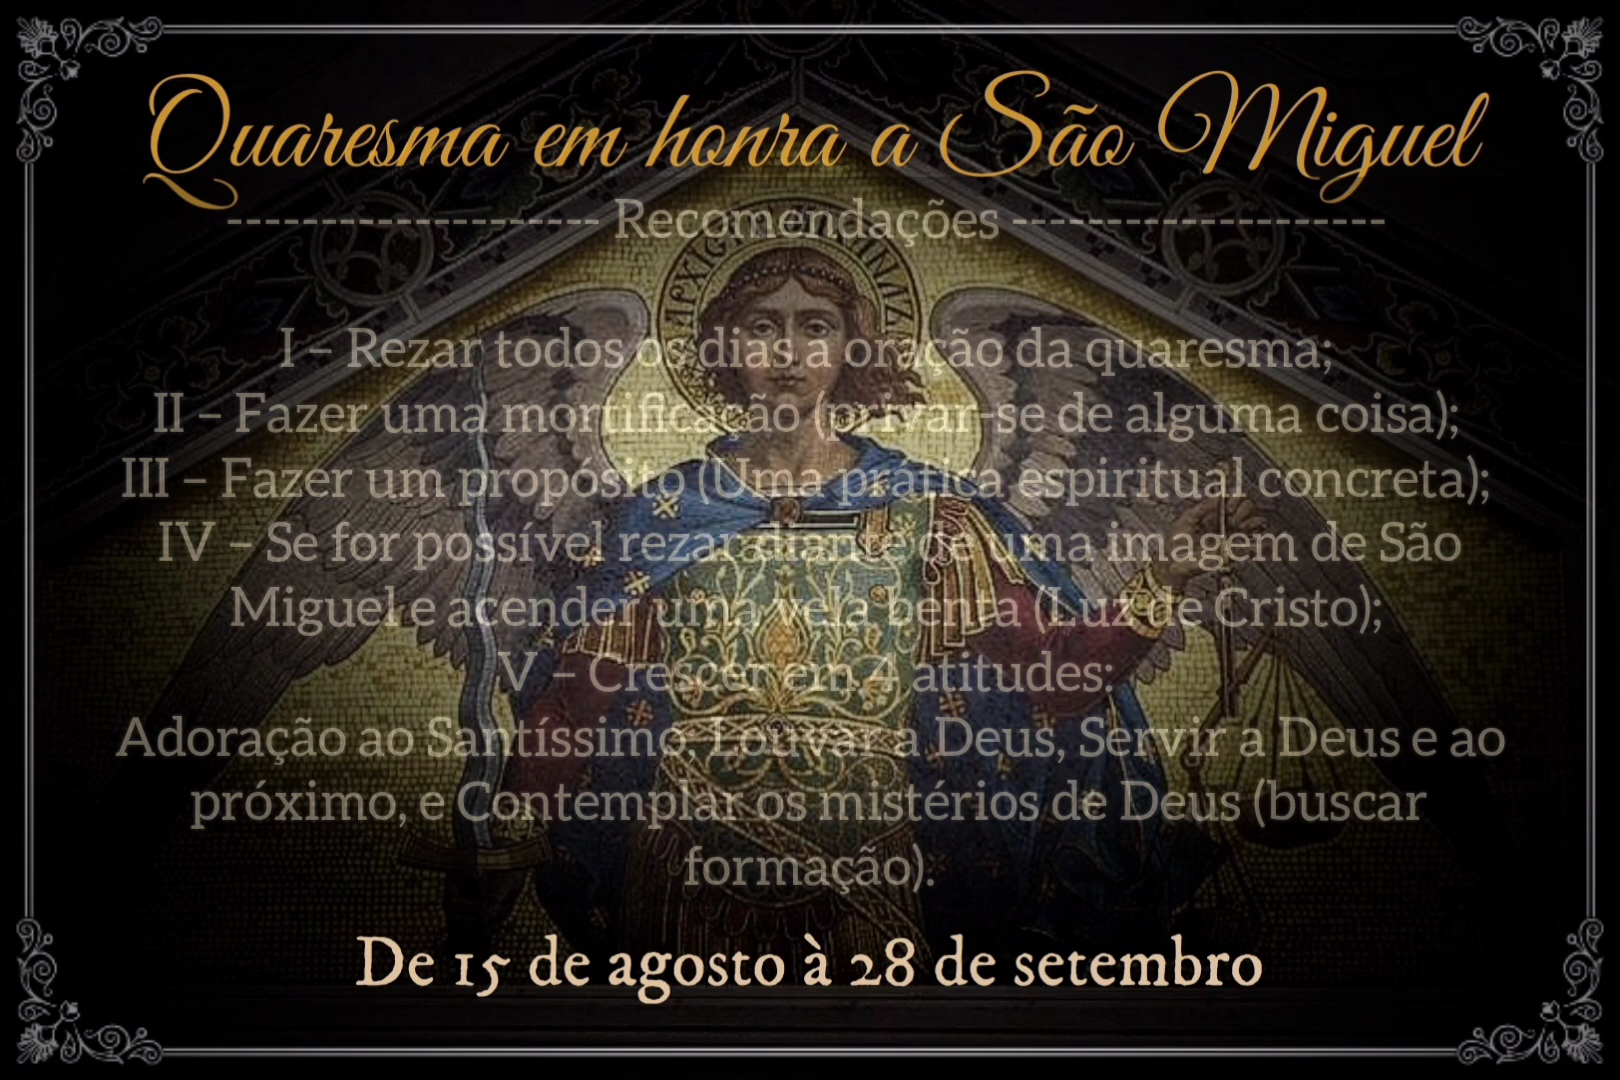 Quaresma em honra a São Miguel
-------------------- Recomendações --------------------
I – Rezar todos os dias a oração da quaresma;
II – Fazer uma mortificação (privar-se de alguma coisa);
III – Fazer um propósito (Uma prática espiritual concreta);
IV – Se for possível rezar diante de uma imagem de São
Miguel e acender uma vela benta (Luz de Cristo);
V – Crescer em 4 atitudes:
Adoração ao Santíssimo, Louvar a Deus, Servir a Deus e ao
próximo, e Contemplar os mistérios de Deus (buscar
formação).
De 15 de agosto à 28 de setembro